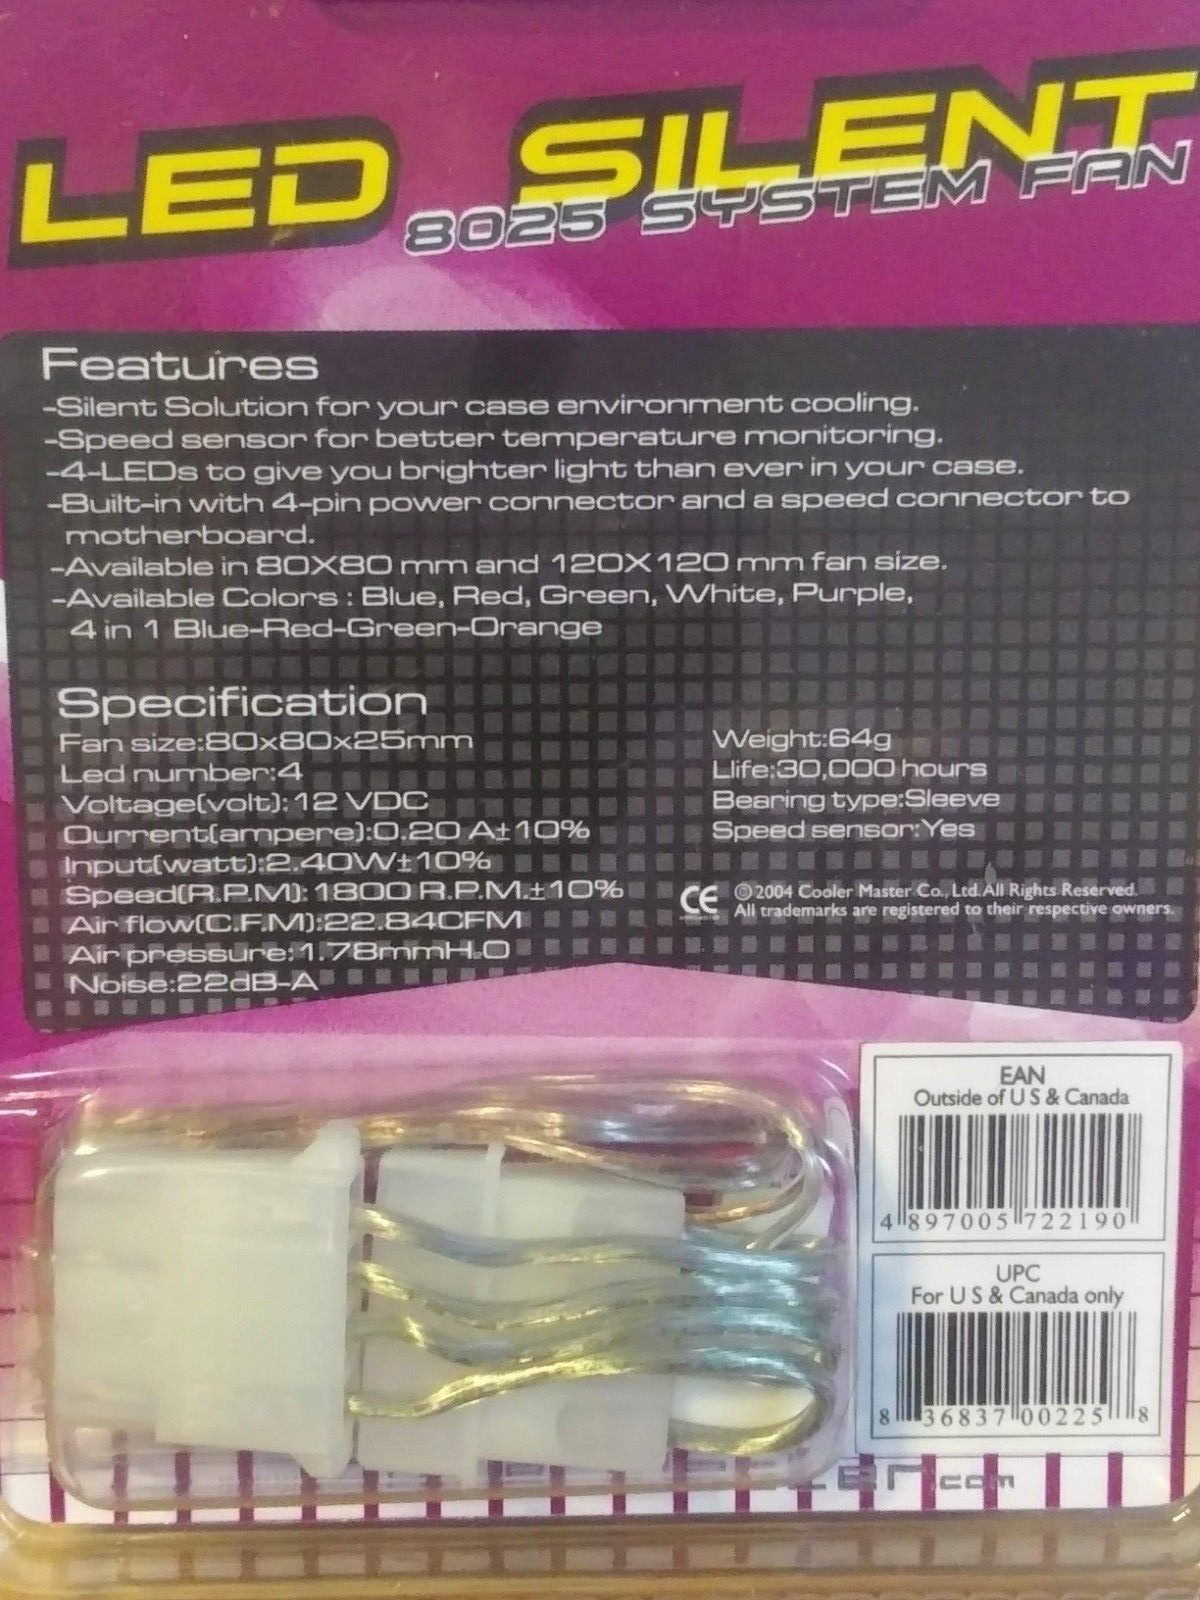 LED SILENT
8025 SYSTEM FAN
Features
-Silent Solution for your case environment cooling.
-Speed sensor for better temperature monitoring.
-4-LEDs to give you brighter light than ever in your case.
-Built-in with 4-pin power connector and a speed connector to
motherboard.
-Available in 80X80 mm and 120X120 mm fan size.
-Available Colors : Blue, Red, Green, White, Purple,
4 in 1 Blue-Red-Green-Orange
Specification
Fan size:80x80x25mm
Led number:4
Voltage(volt):12 VDC
Current(ampere):0.20 A±10%
Input(watt):2.40W±10%
Speed(R.P.M):1800 R.P.M.±10%
Air flow(C.F.M):22.84CFM
Air pressure:1.78mmH₂O
Noise:22dB-A
Weight:64g
Llife:30,000 hours
Bearing type:Sleeve
Speed sensor:Yes
CE
©2004 Cooler Master Co., Ltd.All Rights Reserved.
All trademarks are registered to their respective owners.
EAN
Outside of U S & Canada
4 897005 722190
UPC
For U S & Canada only
8 36837 00225 8
.com